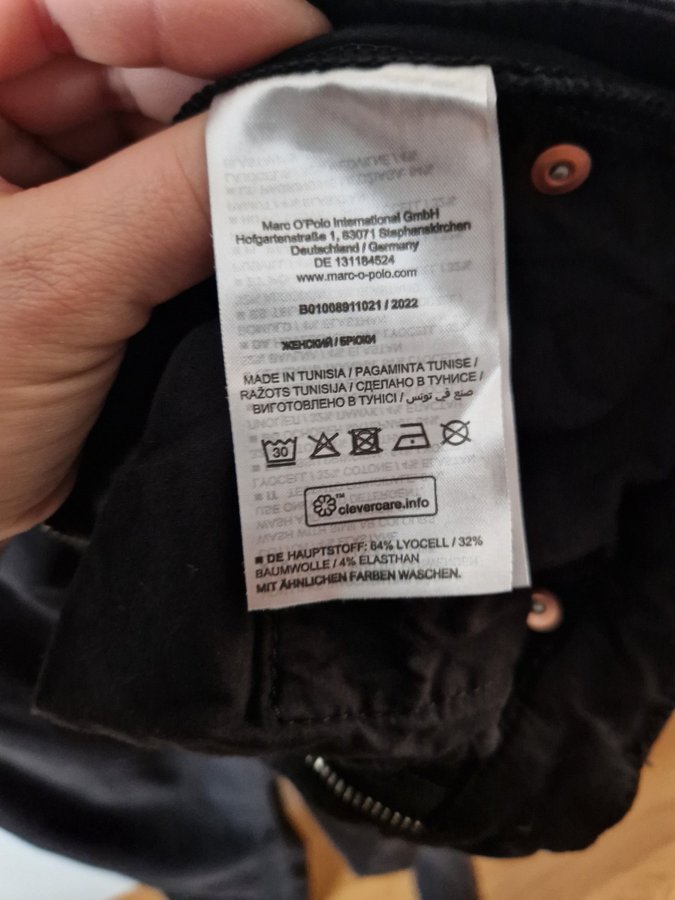 Marc O'Polo International GmbH
Hofgartenstraße 1, 83071 Stephanskirchen
Deutschland / Germany
DE 131184524
www.marc-o-polo.com
B01008911021 / 2022
ЖЕНСКИЙ / БРЮКИ
MADE IN TUNISIA / PAGAMINTA TUNISE /
RAŽOTS TUNISIJA / СДЕЛАНО В ТУНИСЕ /
ВИГОТОВЛЕНО В ТУНІСІ / صنع في تونس
30
clevercare.info
TM
■ DE HAUPTSTOFF: 64% LYOCELL / 32%
BAUMWOLLE / 4% ELASTHAN
MIT ÄHNLICHEN FARBEN WASCHEN.